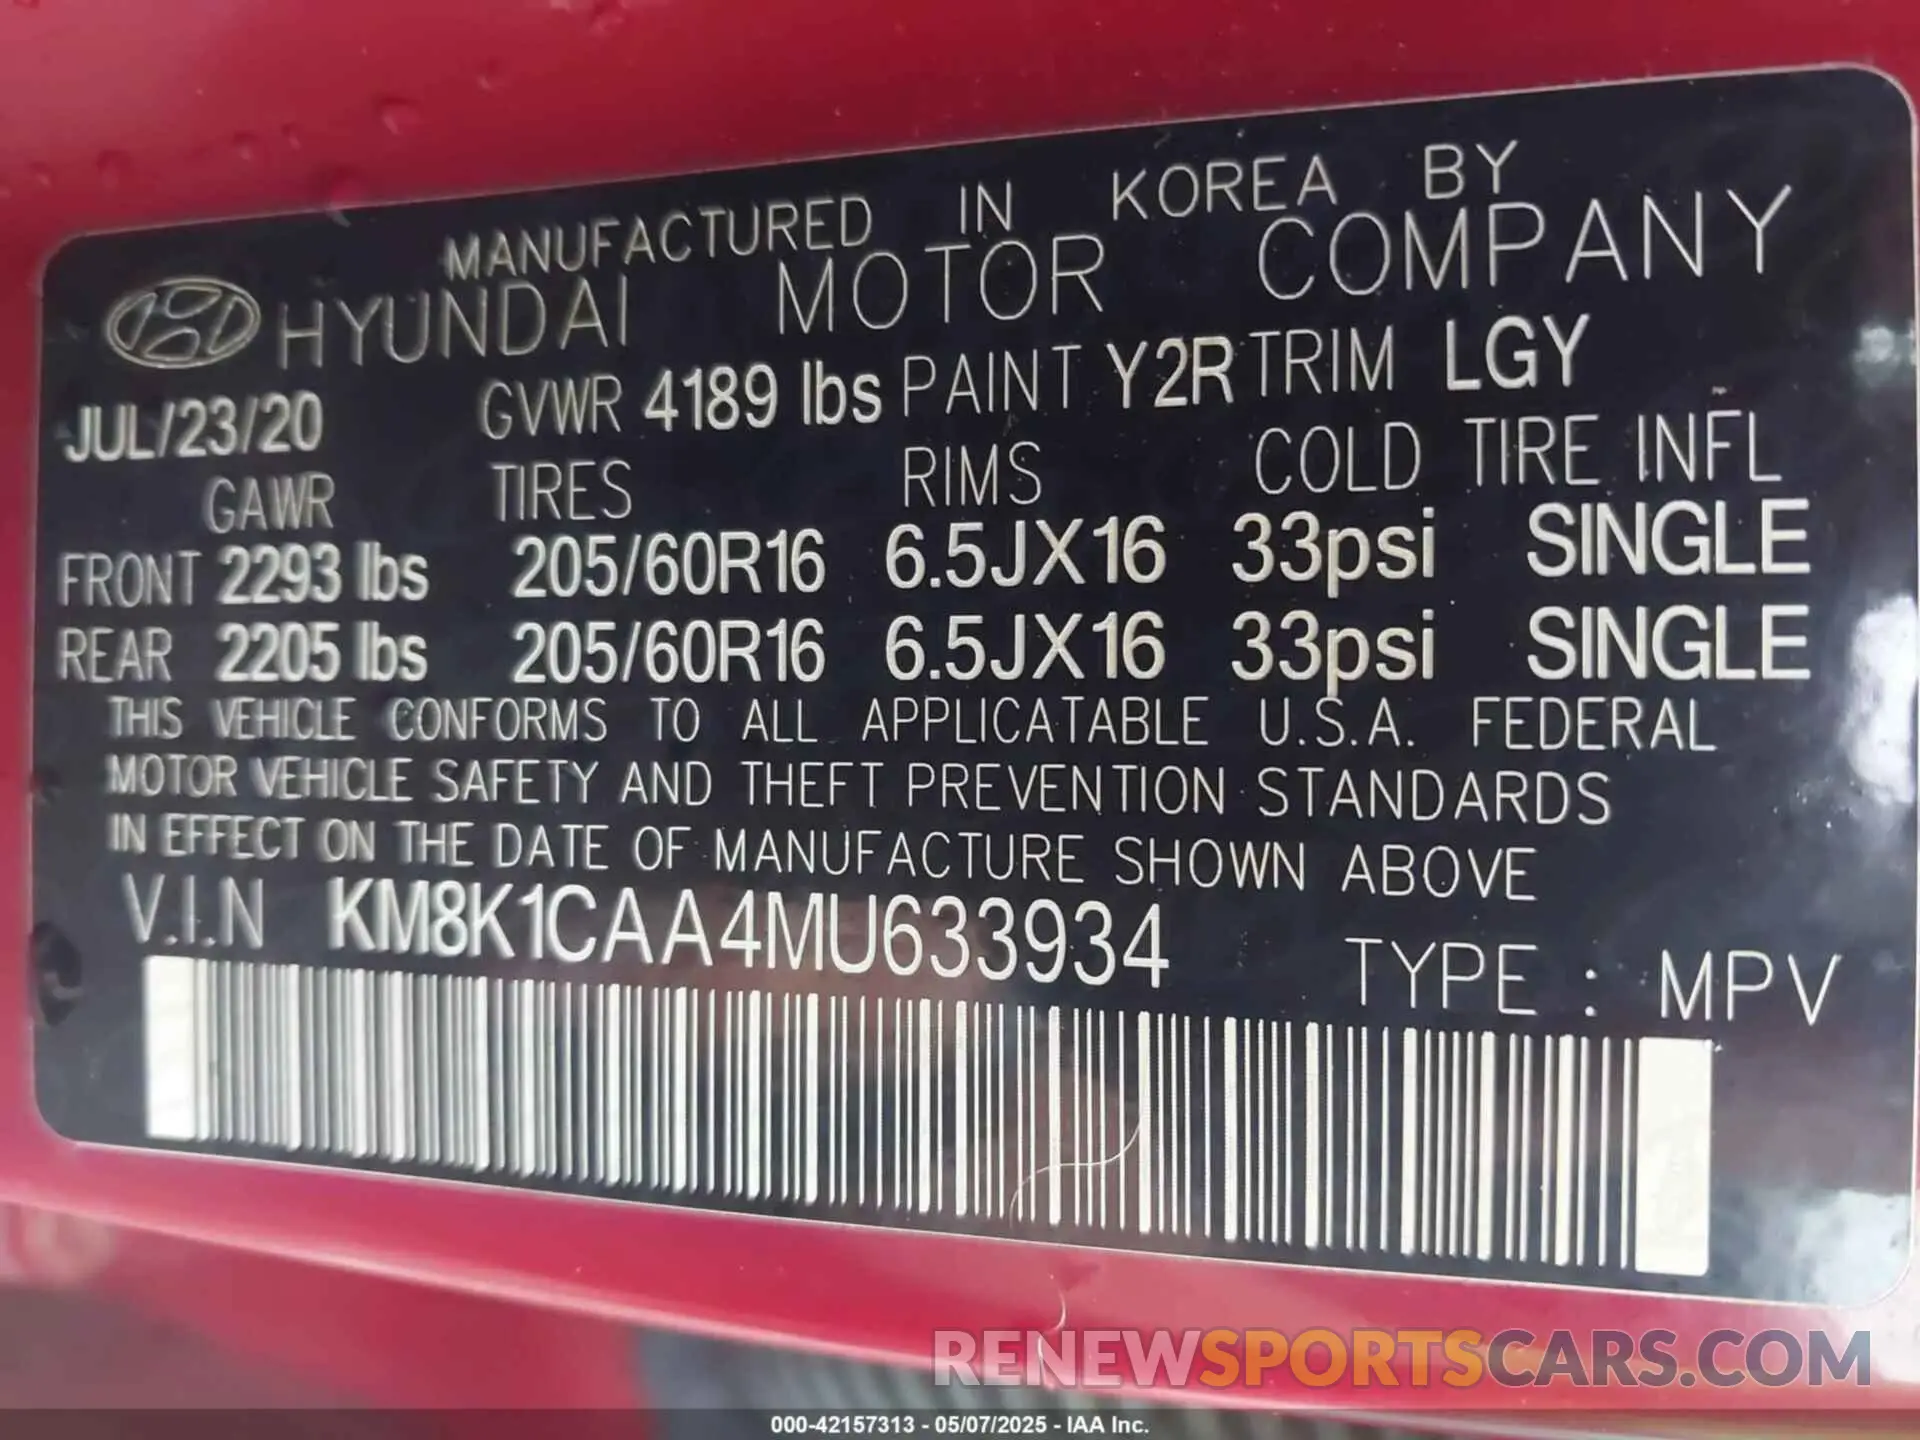 MANUFACTURED IN KOREA BY
HYUNDAI MOTOR COMPANY
JUL/23/20 GVWR 4189 lbs PAINT Y2R TRIM LGY
GAWR TIRES RIMS COLD TIRE INFL
FRONT 2293 lbs 205/60R16 6.5JX16 33psi SINGLE
REAR 2205 lbs 205/60R16 6.5JX16 33psi SINGLE
THIS VEHICLE CONFORMS TO ALL APPLICATABLE U.S.A. FEDERAL
MOTOR VEHICLE SAFETY AND THEFT PREVENTION STANDARDS
IN EFFECT ON THE DATE OF MANUFACTURE SHOWN ABOVE
V.I.N KM8K1CAA4MU633934
TYPE : MPV
RENEWSPORTSCARS.COM
000-42157313 - 05/07/2025 - IAA Inc.